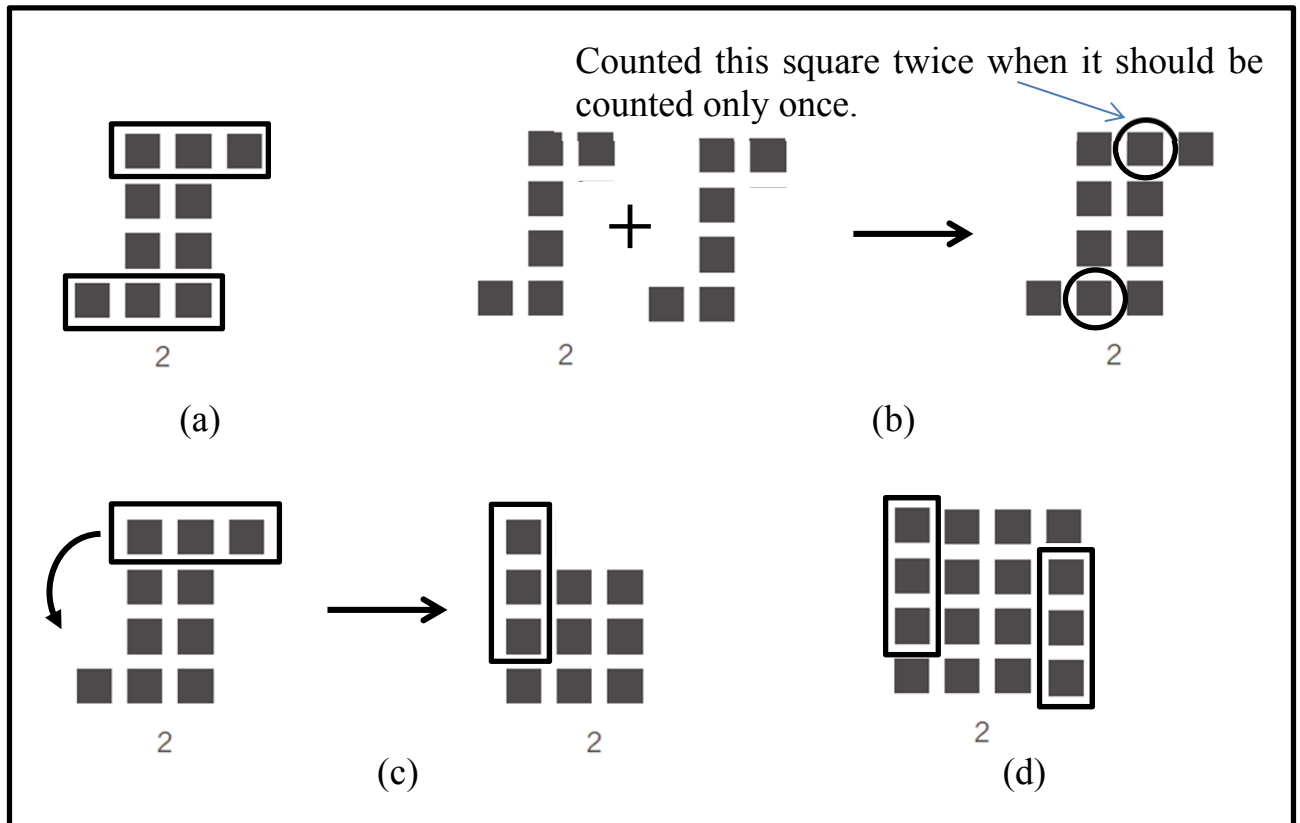 Counted this square twice when it should be
counted only once.
2
2
2
(a)
(b)
2
2
2
(c)
(d)